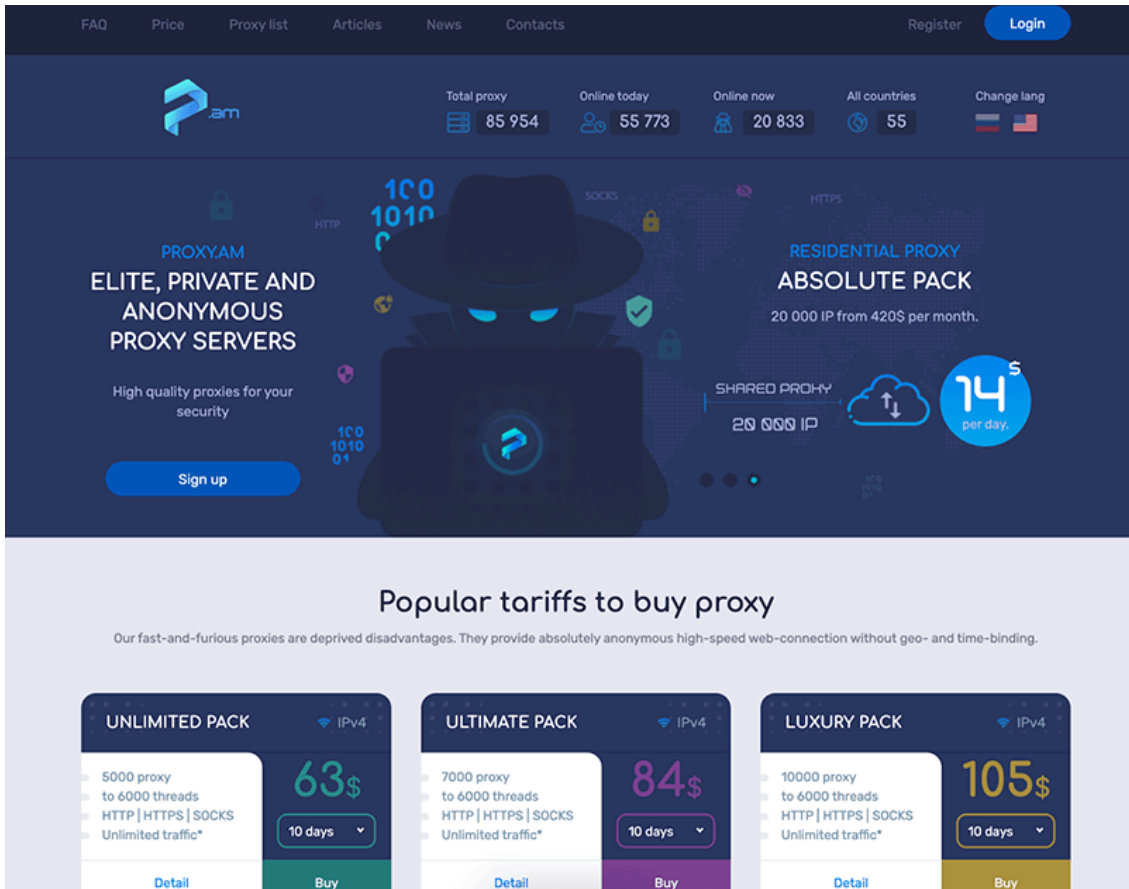 FAQ Price Proxy list Articles News Contacts Register Login
.am
Total proxy Online today Online now All countries Change lang
85 954 55 773 20 833 55
100
1010
HTTP
SOCKS
HTTPS
PROXY.AM
ELITE, PRIVATE AND
ANONYMOUS
PROXY SERVERS
High quality proxies for your
security
Sign up
100
1010
01
RESIDENTIAL PROXY
ABSOLUTE PACK
20 000 IP from 420$ per month.
SHARED PROXY
20 000 IP
14$
per day.
Popular tariffs to buy proxy
Our fast-and-furious proxies are deprived disadvantages. They provide absolutely anonymous high-speed web-connection without geo- and time-binding.
UNLIMITED PACK IPv4
5000 proxy
to 6000 threads
HTTP | HTTPS | SOCKS
Unlimited traffic*
63$
10 days
Detail Buy
ULTIMATE PACK IPv4
7000 proxy
to 6000 threads
HTTP | HTTPS | SOCKS
Unlimited traffic*
84$
10 days
Detail Buy
LUXURY PACK IPv4
10000 proxy
to 6000 threads
HTTP | HTTPS | SOCKS
Unlimited traffic*
105$
10 days
Detail Buy